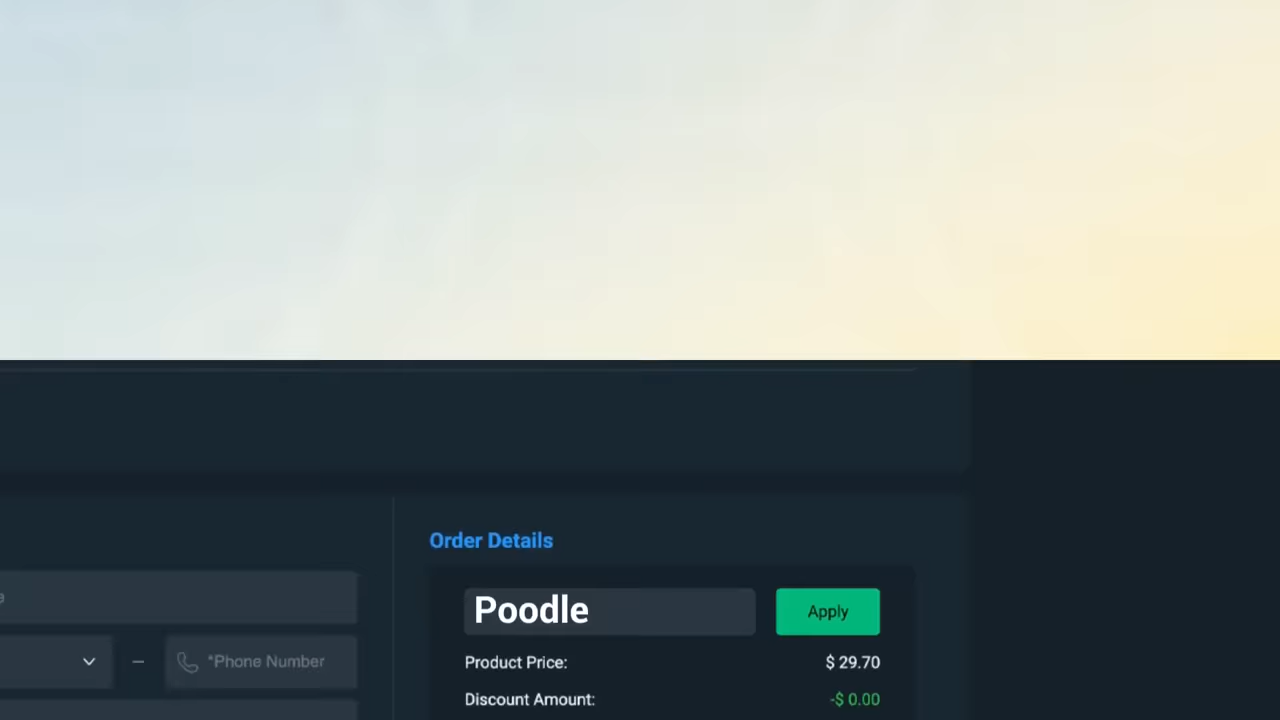 Order Details
Poodle
Apply
*Phone Number
Product Price:
$ 29.70
Discount Amount:
-$ 0.00